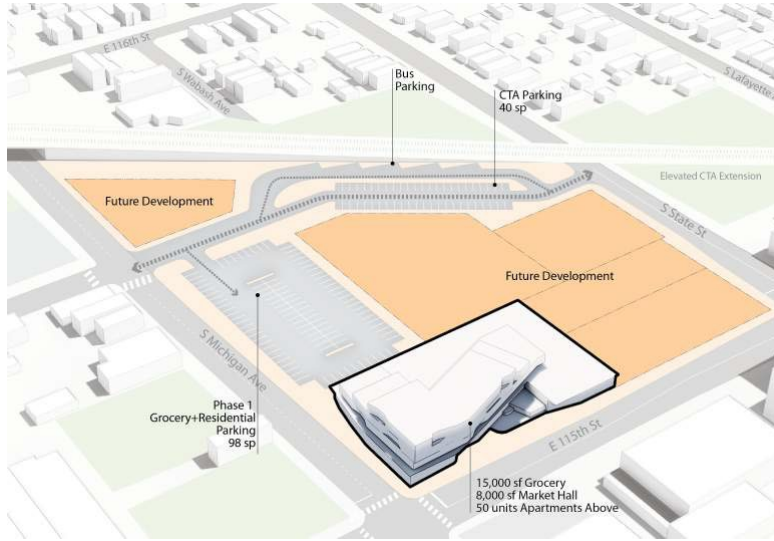 E 116th St
S Wabash Ave
Bus
Parking
CTA Parking
40 sp
S Lafayette
Elevated CTA Extension
Future Development
S State St
Future Development
S Michigan Ave
Phase 1
Grocery+Residential
Parking
98 sp
E 115th St
15,000 sf Grocery
8,000 sf Market Hall
50 units Apartments Above